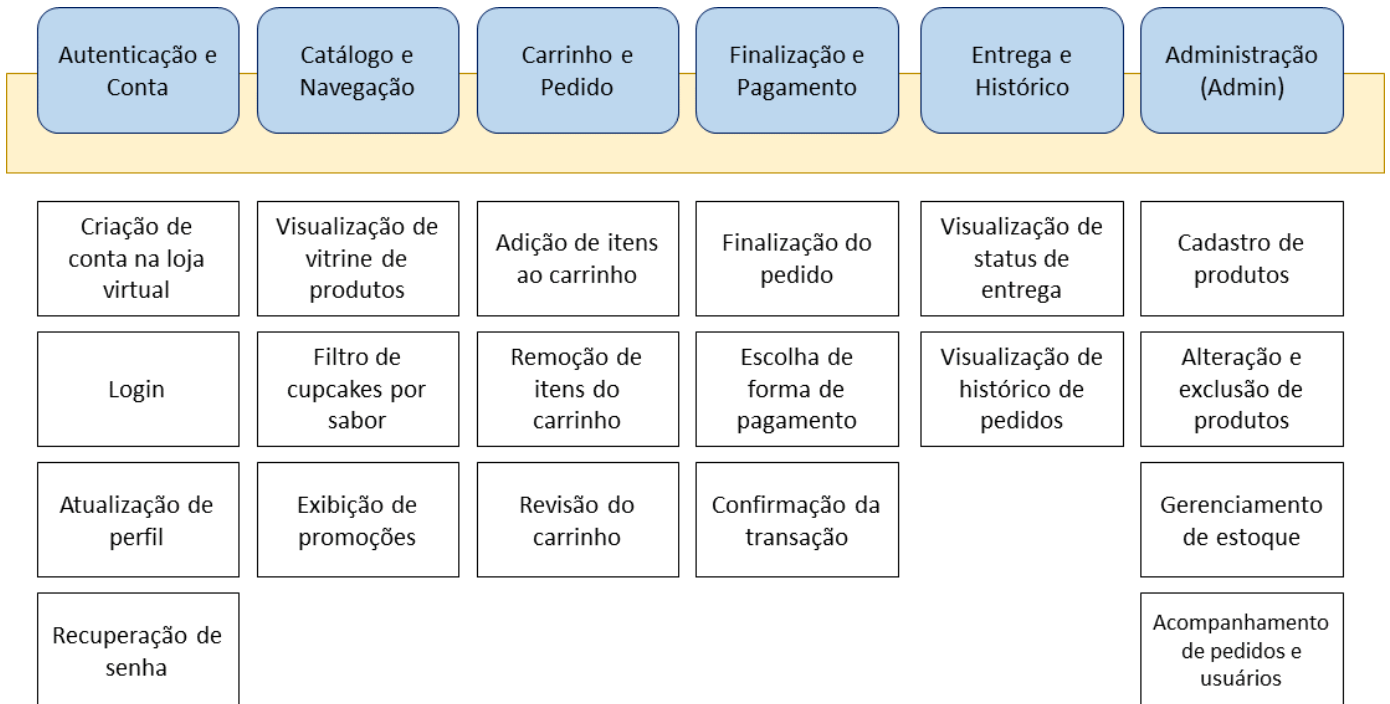 Autenticação e
Conta
Catálogo e
Navegação
Carrinho e
Pedido
Finalização e
Pagamento
Entrega e
Histórico
Administração
(Admin)
Criação de
conta na loja
virtual
Visualização de
vitrine de
produtos
Adição de itens
ao carrinho
Finalização do
pedido
Visualização de
status de
entrega
Cadastro de
produtos
Login
Filtro de
cupcakes por
sabor
Remoção de
itens do
carrinho
Escolha de
forma de
pagamento
Visualização de
histórico de
pedidos
Alteração e
exclusão de
produtos
Atualização de
perfil
Exibição de
promoções
Revisão do
carrinho
Confirmação da
transação
Gerenciamento
de estoque
Recuperação de
senha
Acompanhamento
de pedidos e
usuários